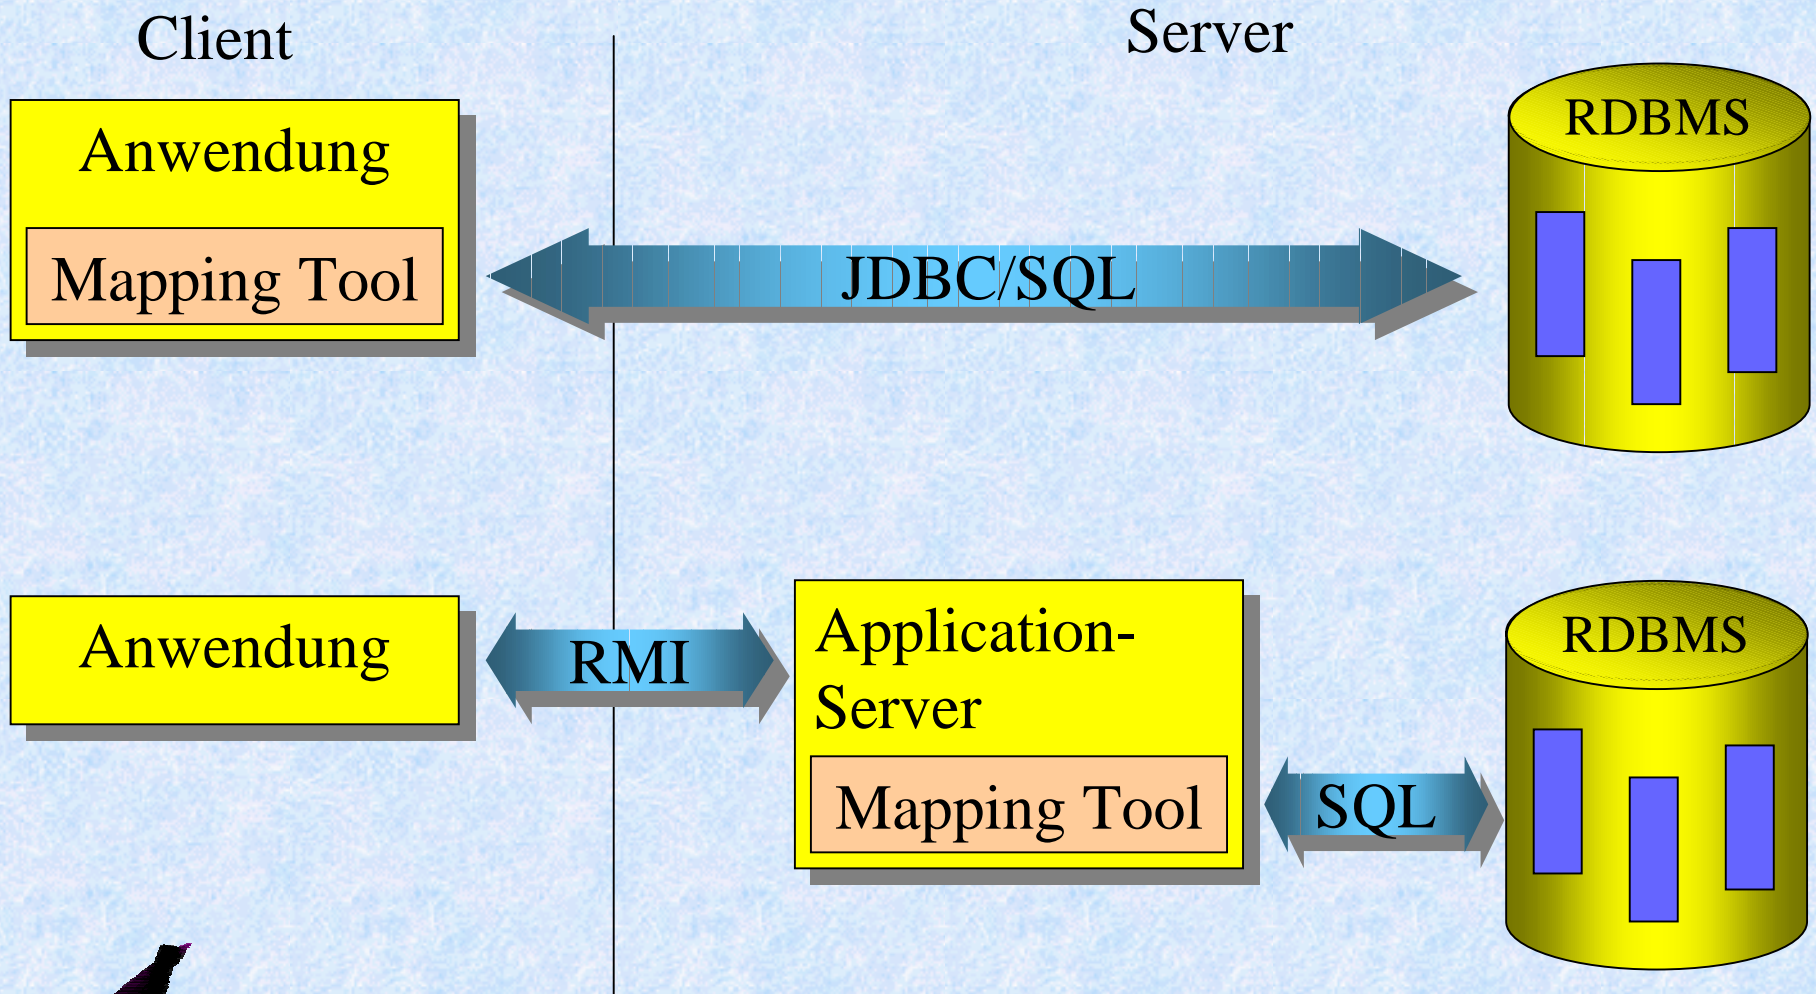 Client
Server
Anwendung
Mapping Tool
JDBC/SQL
RDBMS
Anwendung
RMI
Application-
Server
Mapping Tool
SQL
RDBMS